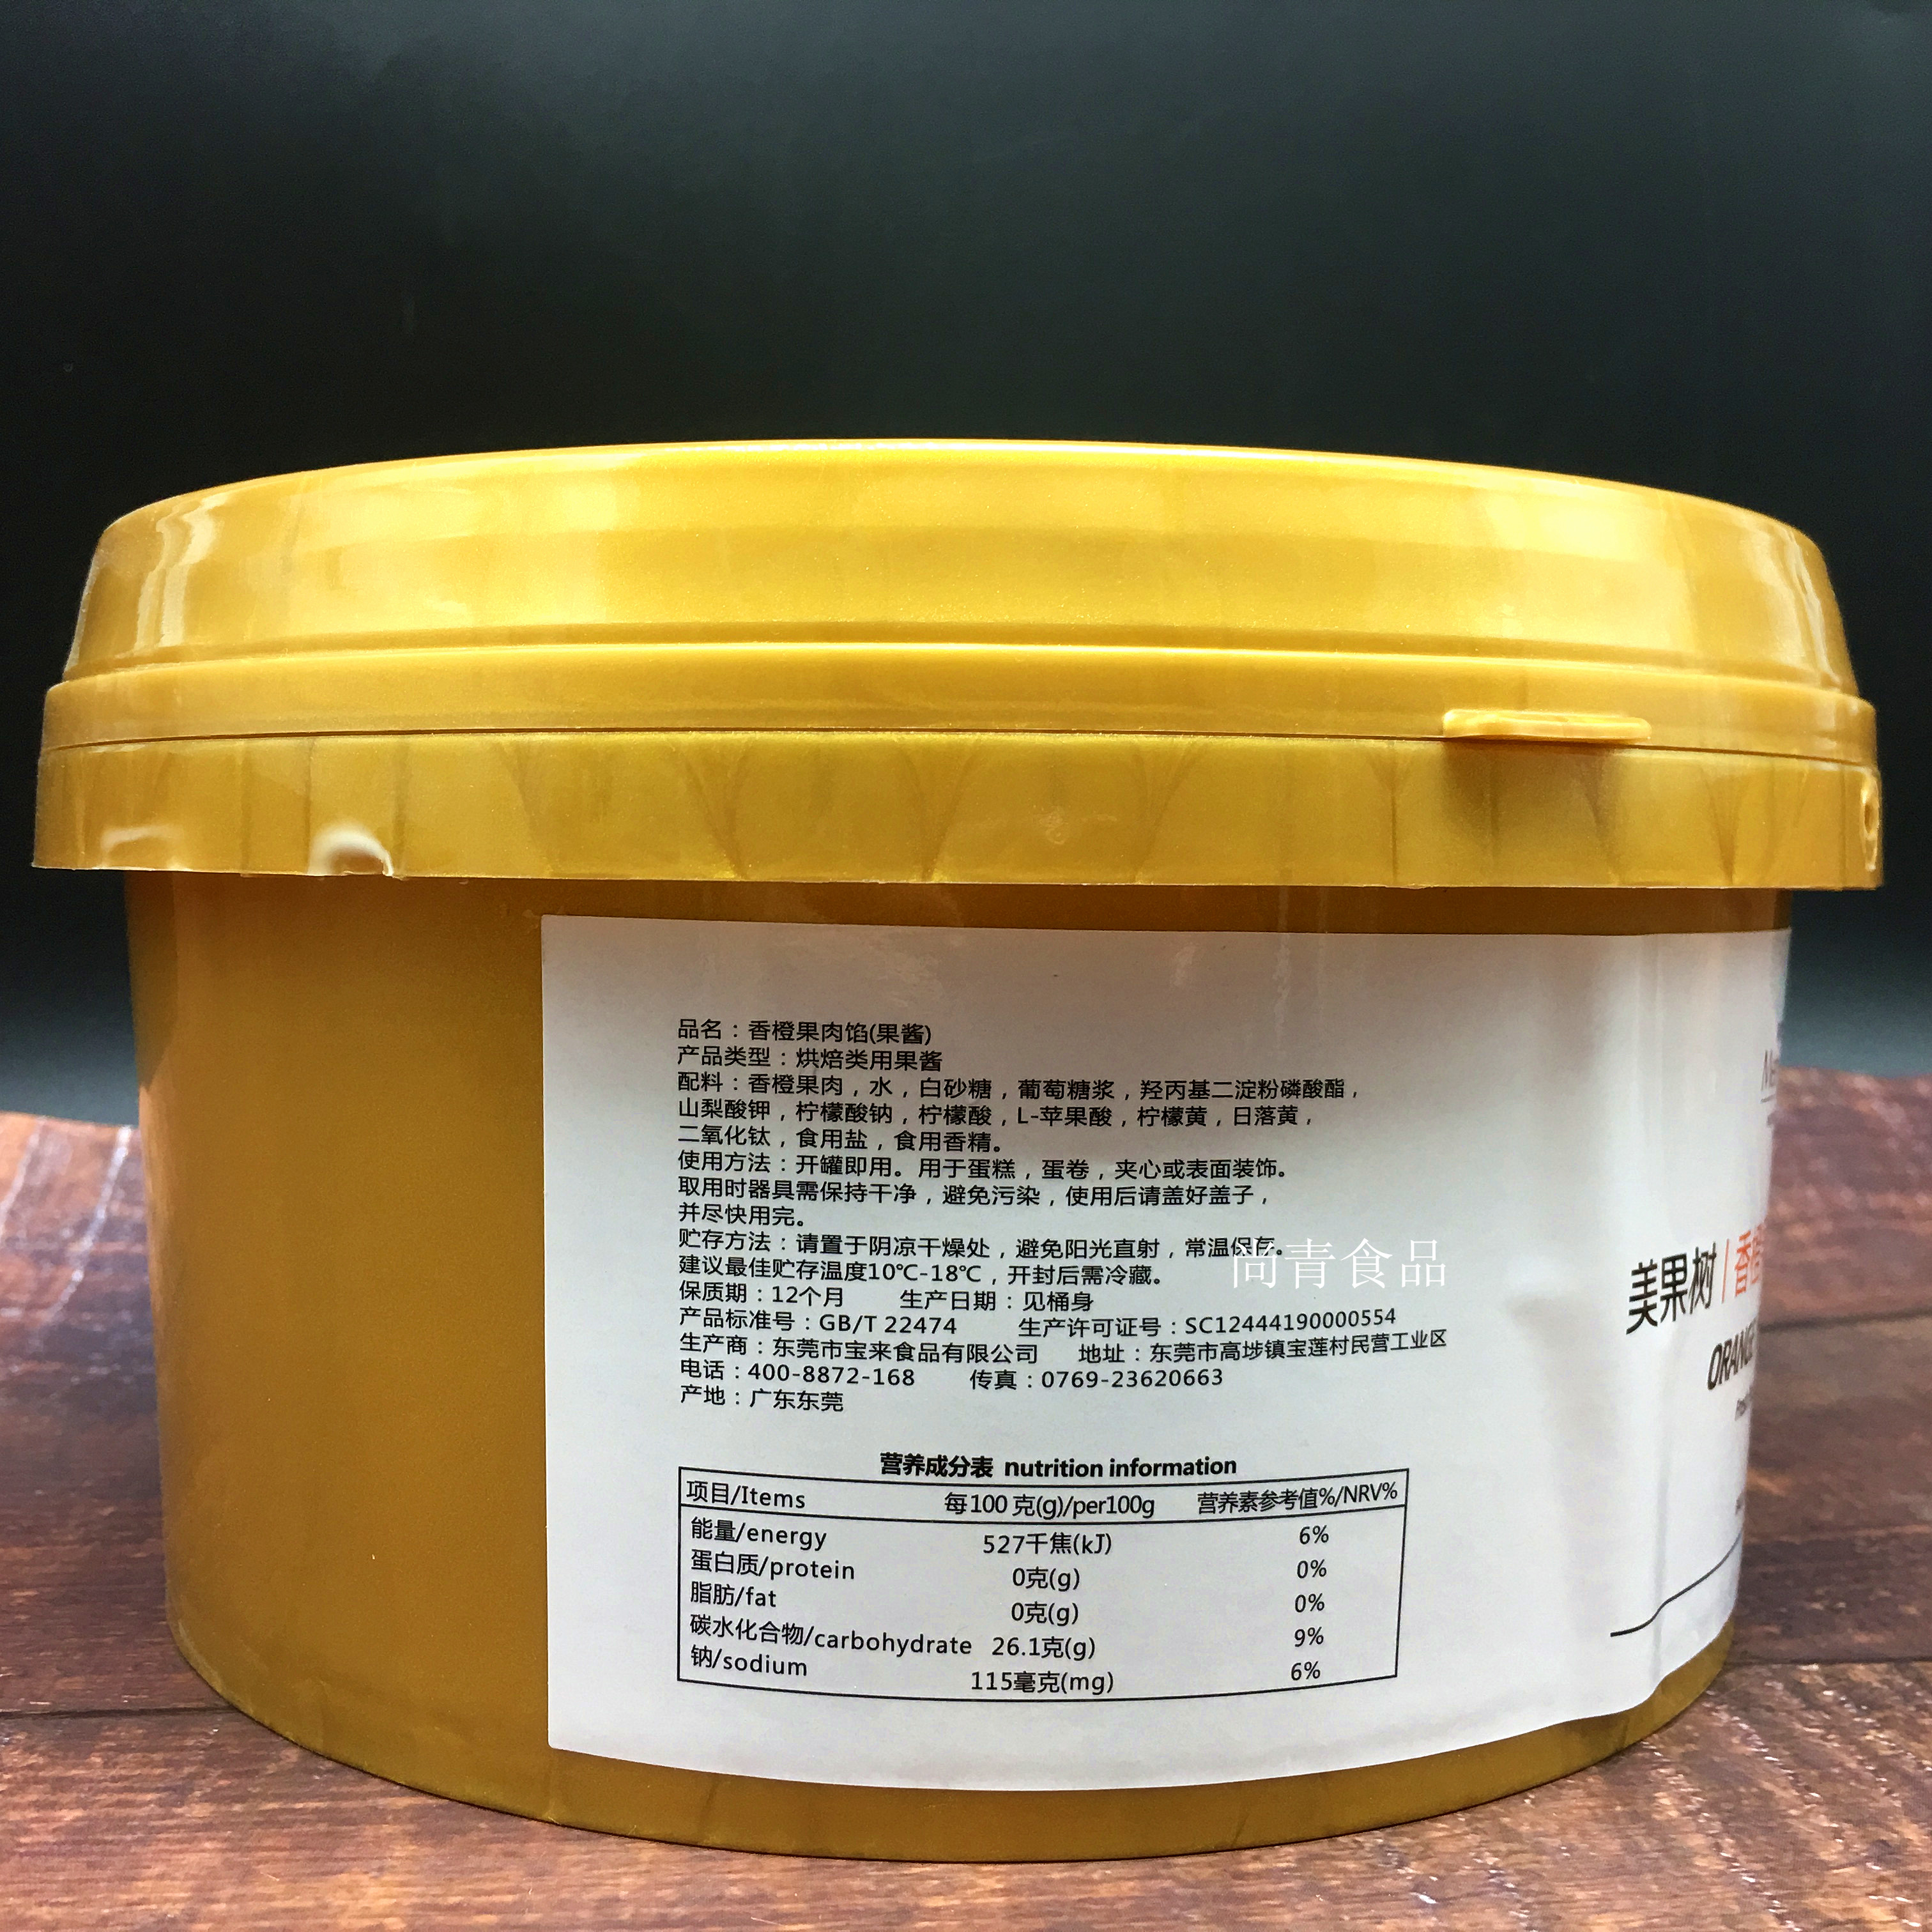 品名：香橙果肉馅(果酱)
产品类型：烘焙类用果酱
配料：香橙果肉，水，白砂糖，葡萄糖浆，羟丙基二淀粉磷酸酯，
山梨酸钾，柠檬酸钠，柠檬酸，L-苹果酸，柠檬黄，日落黄，
二氧化钛，食用盐，食用香精。
使用方法：开罐即用。用于蛋糕，蛋卷，夹心或表面装饰。
取用时器具需保持干净，避免污染，使用后请盖好盖子，
并尽快用完。
贮存方法：请置于阴凉干燥处，避免阳光直射，常温保存。
建议最佳贮存温度10℃-18℃，开封后需冷藏。
保质期：12个月 生产日期：见桶身
产品标准号：GB/T 22474 生产许可证号：SC12444190000554
生产商：东莞市宝来食品有限公司 地址：东莞市高埗镇宝莲村民营工业区
电话：400-8872-168 传真：0769-23620663
产地：广东东莞
营养成分表 nutrition information
项目/Items 每100 克(g)/per100g 营养素参考值%/NRV%
能量/energy 527千焦(kJ) 6%
蛋白质/protein 0克(g) 0%
脂肪/fat 0克(g) 0%
碳水化合物/carbohydrate 26.1克(g) 9%
钠/sodium 115毫克(mg) 6%
尚青食品
美果树/香
ORANGE